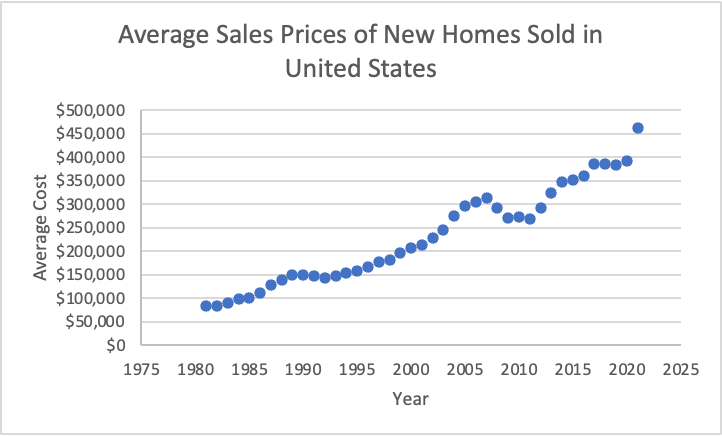 Average Sales Prices of New Homes Sold in
United States
$500,000
$450,000
$400,000
$350,000
$300,000
$250,000
$200,000
$150,000
$100,000
$50,000
$0
Average Cost
1975 1980 1985 1990 1995 2000 2005 2010 2015 2020 2025
Year